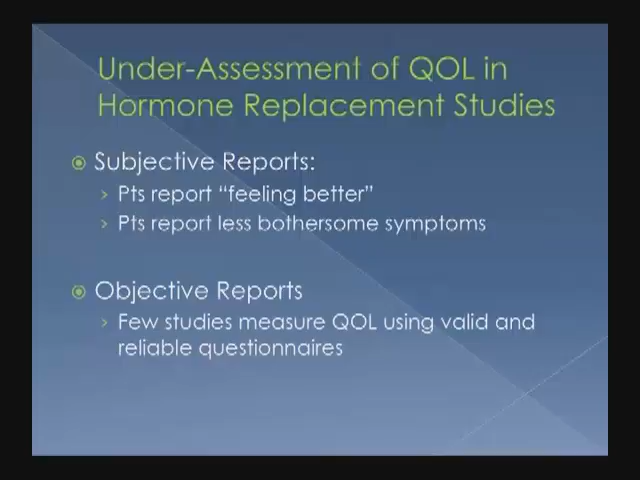 Under-Assessment of QOL in
Hormone Replacement Studies
Subjective Reports:
Pts report “feeling better”
Pts report less bothersome symptoms
Objective Reports
Few studies measure QOL using valid and
reliable questionnaires